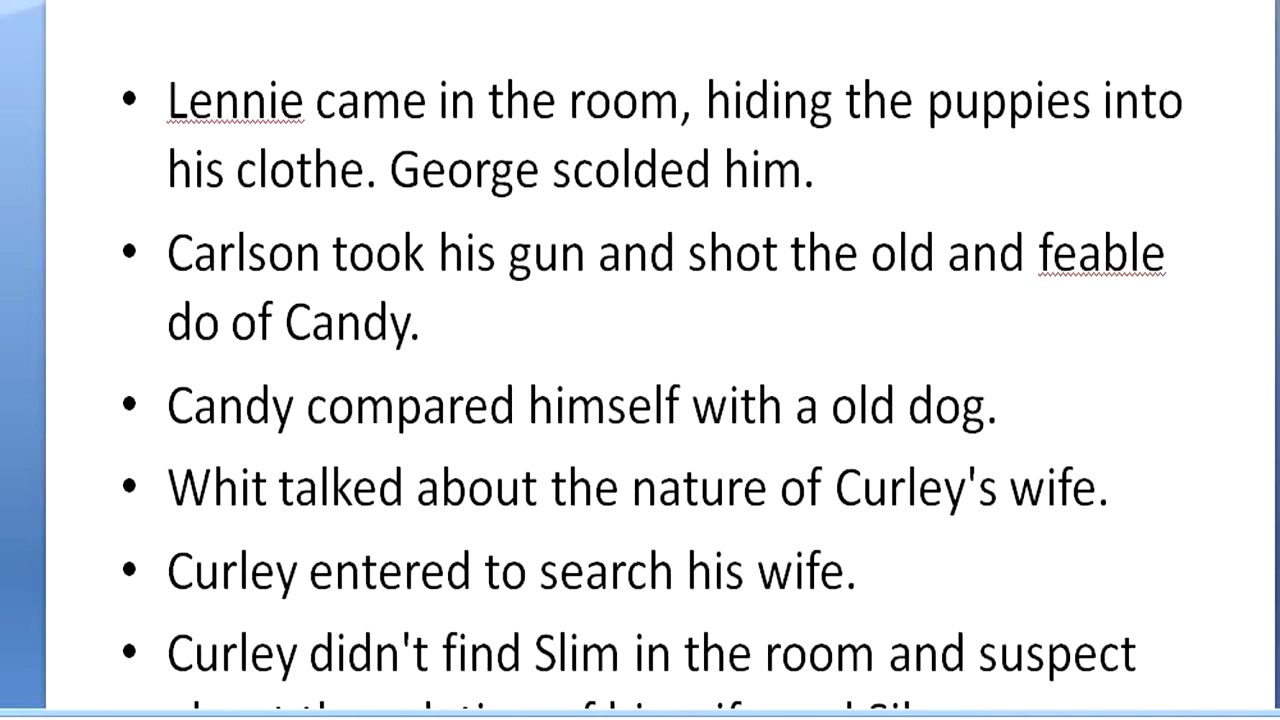 • Lennie came in the room, hiding the puppies into
his clothe. George scolded him.
• Carlson took his gun and shot the old and feable
do of Candy.
• Candy compared himself with a old dog.
• Whit talked about the nature of Curley's wife.
• Curley entered to search his wife.
• Curley didn't find Slim in the room and suspect